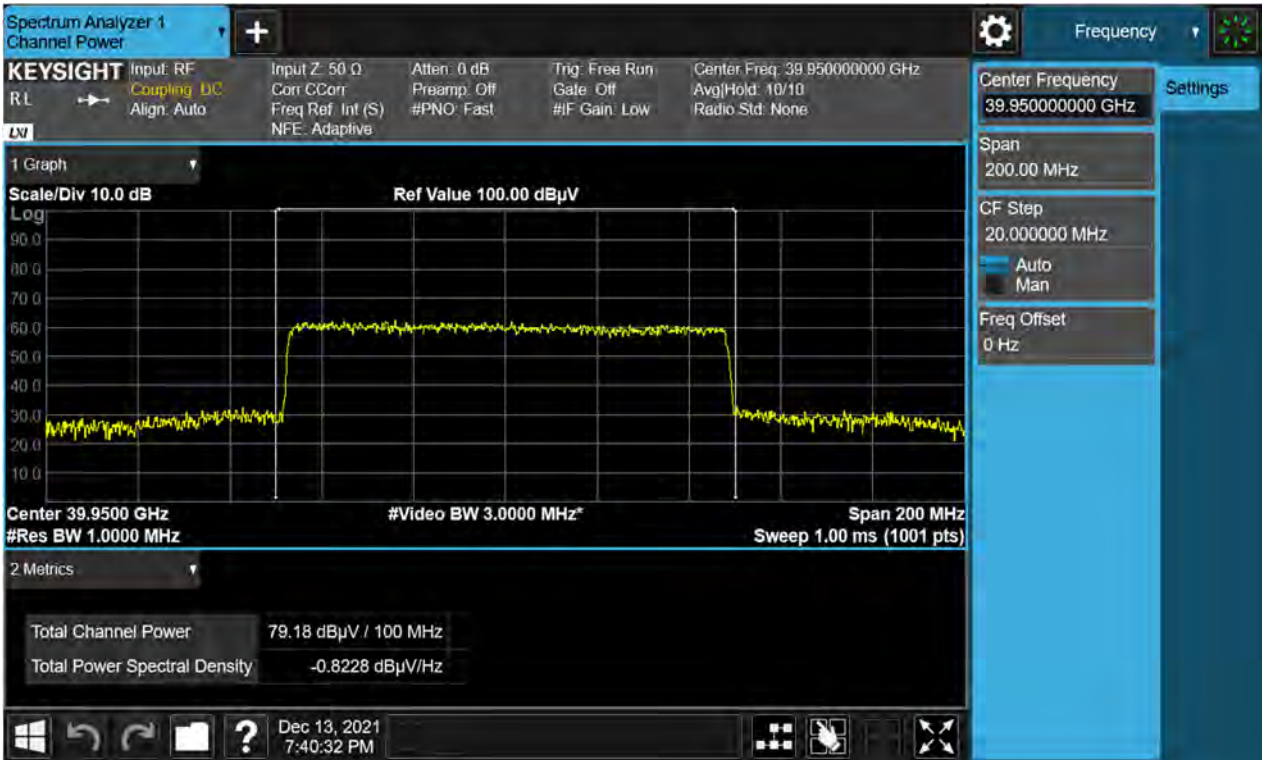 Spectrum Analyzer 1
Channel Power
+
Frequency
KEYSIGHT
RL
LXI
Input: RF
Coupling: DC
Align: Auto
Input Z: 50 Ω
Corr CCorr
Freq Ref: Int (S)
NFE: Adaptive
Atten: 0 dB
Preamp: Off
#PNO: Fast
Trig: Free Run
Gate: Off
#IF Gain: Low
Center Freq: 39.950000000 GHz
Avg|Hold: 10/10
Radio Std: None
Center Frequency
39.950000000 GHz
Settings
Span
200.00 MHz
CF Step
20.000000 MHz
Auto
Man
Freq Offset
0 Hz
1 Graph
Scale/Div 10.0 dB
Ref Value 100.00 dBµV
Log
90.0
80.0
70.0
60.0
50.0
40.0
30.0
20.0
10.0
Center 39.9500 GHz
#Video BW 3.0000 MHz*
Span 200 MHz
#Res BW 1.0000 MHz
Sweep 1.00 ms (1001 pts)
2 Metrics
Total Channel Power 79.18 dBµV / 100 MHz
Total Power Spectral Density -0.8228 dBµV/Hz
?
Dec 13, 2021
7:40:32 PM